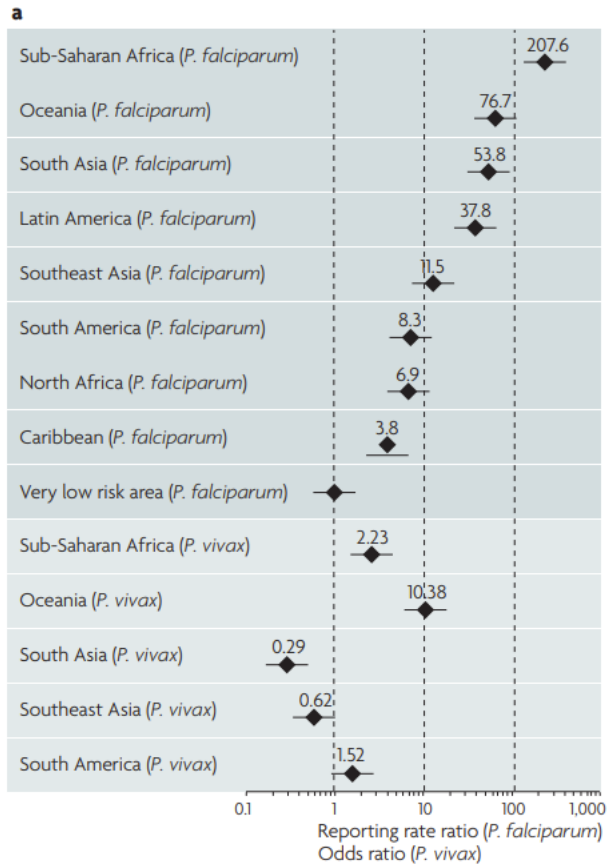 a
Sub-Saharan Africa (P. falciparum) 207.6
Oceania (P. falciparum) 76.7
South Asia (P. falciparum) 53.8
Latin America (P. falciparum) 37.8
Southeast Asia (P. falciparum) 11.5
South America (P. falciparum) 8.3
North Africa (P. falciparum) 6.9
Caribbean (P. falciparum) 3.8
Very low risk area (P. falciparum)
Sub-Saharan Africa (P. vivax) 2.23
Oceania (P. vivax) 10.38
South Asia (P. vivax) 0.29
Southeast Asia (P. vivax) 0.62
South America (P. vivax) 1.52
0.1 1 10 100 1,000
Reporting rate ratio (P. falciparum)
Odds ratio (P. vivax)